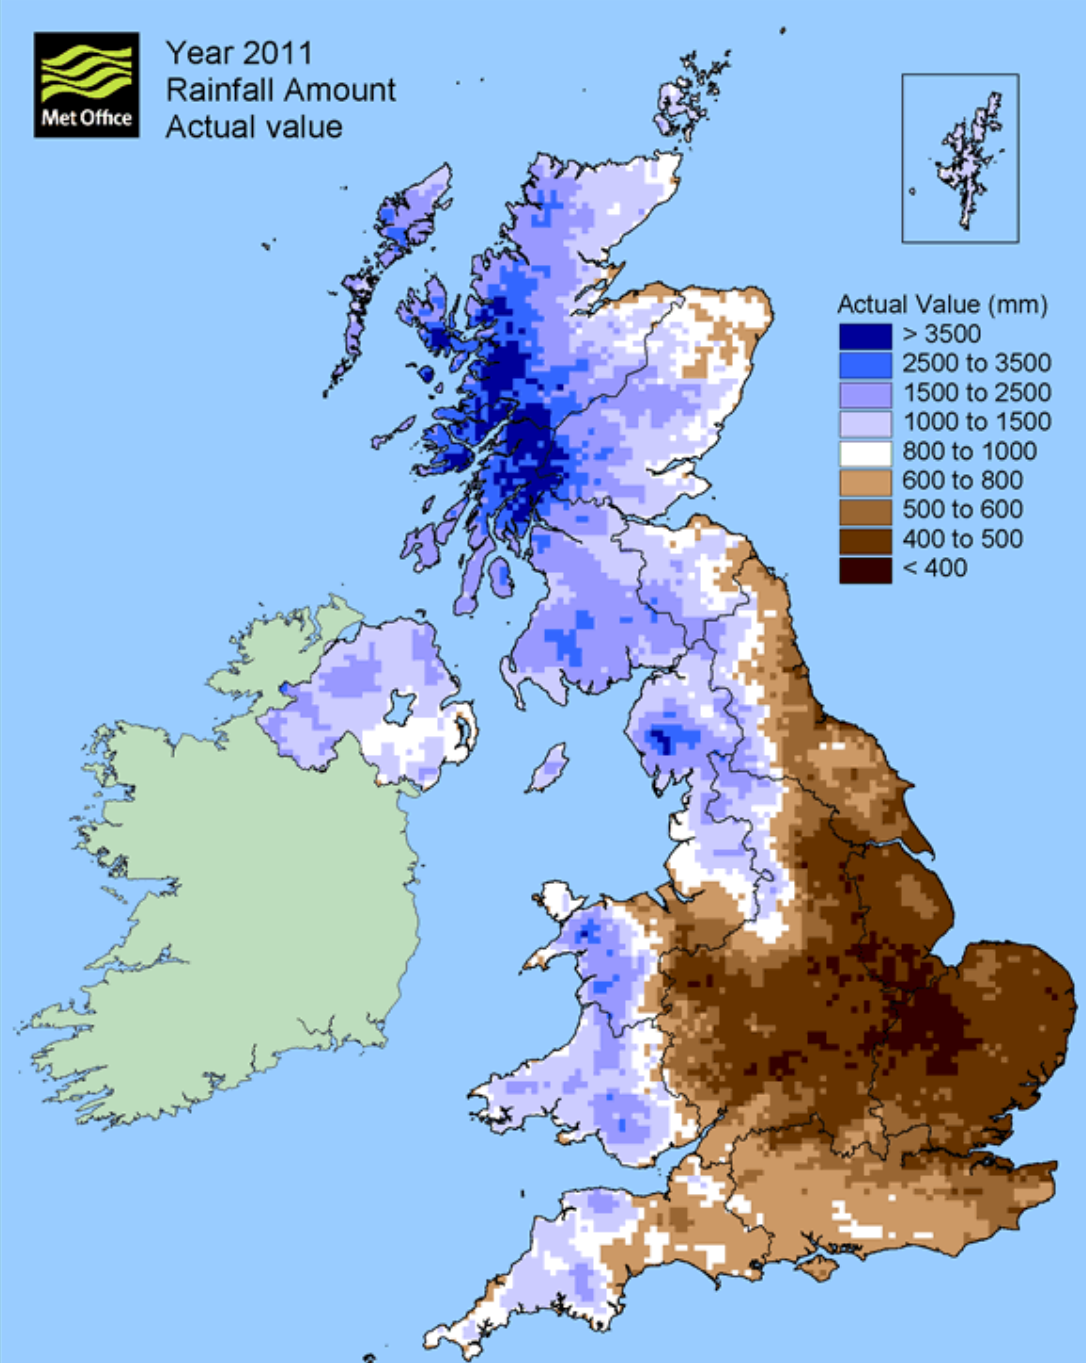 Year 2011
Rainfall Amount
Actual value
Met Office
Actual Value (mm)
> 3500
2500 to 3500
1500 to 2500
1000 to 1500
800 to 1000
600 to 800
500 to 600
400 to 500
< 400